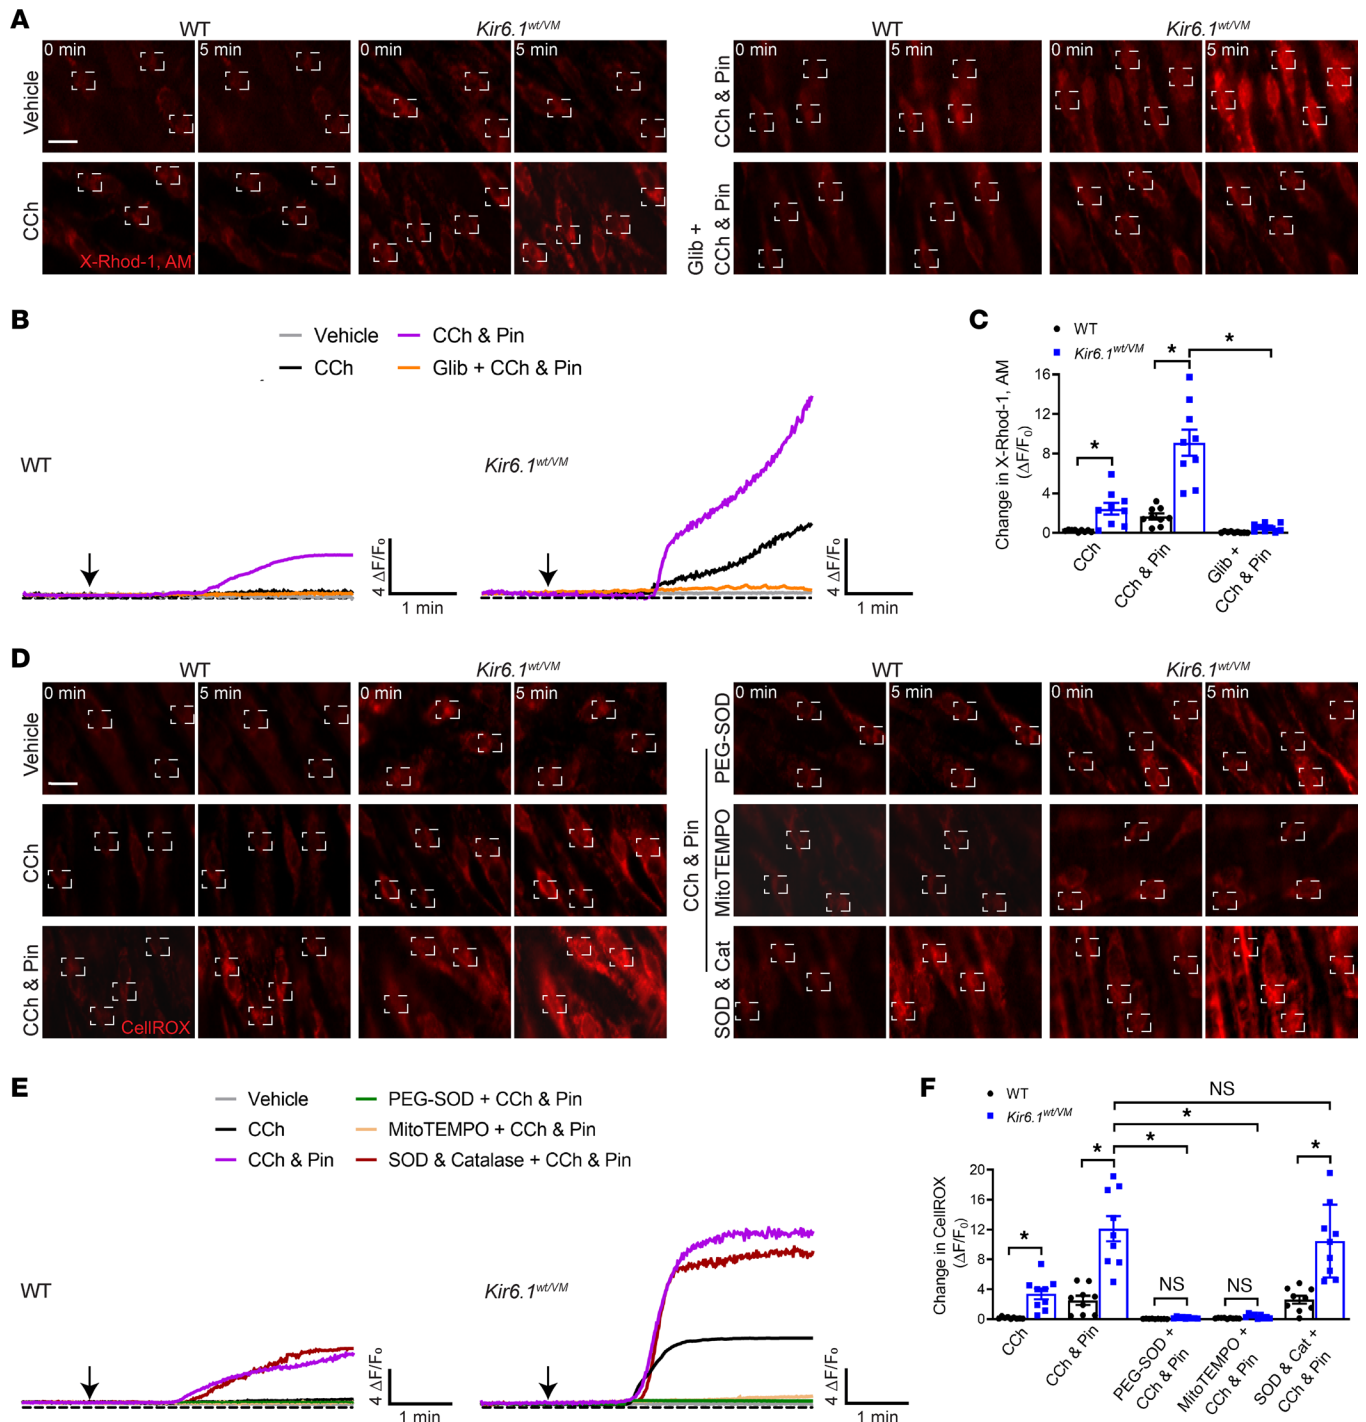 A
WT
Kir6.1wt/VM
WT
Kir6.1wt/VM
Vehicle
0 min
5 min
0 min
5 min
CCh & Pin
0 min
5 min
0 min
5 min
CCh
X-Rhod-1, AM
Glib +
CCh & Pin
B
Vehicle
CCh & Pin
CCh
Glib + CCh & Pin
WT
4 ΔF/F0
1 min
Kir6.1wt/VM
4 ΔF/F0
1 min
C
WT
Kir6.1wt/VM
*
*
*
Change in X-Rhod-1, AM
(ΔF/F0)
16
12
8
4
0
CCh
CCh & Pin
Glib +
CCh & Pin
D
WT
Kir6.1wt/VM
WT
Kir6.1wt/VM
Vehicle
0 min
5 min
0 min
5 min
CCh
CCh & Pin
CellROX
CCh & Pin
PEG-SOD
0 min
5 min
0 min
5 min
MitoTEMPO
SOD & Cat
E
Vehicle
PEG-SOD + CCh & Pin
CCh
MitoTEMPO + CCh & Pin
CCh & Pin
SOD & Catalase + CCh & Pin
WT
4 ΔF/F0
1 min
Kir6.1wt/VM
4 ΔF/F0
1 min
F
WT
Kir6.1wt/VM
NS
*
*
*
*
*
NS
NS
Change in CellROX
(ΔF/F0)
20
16
12
8
4
0
CCh
CCh & Pin
PEG-SOD +
CCh & Pin
MitoTEMPO +
CCh & Pin
SOD & Cat +
CCh & Pin